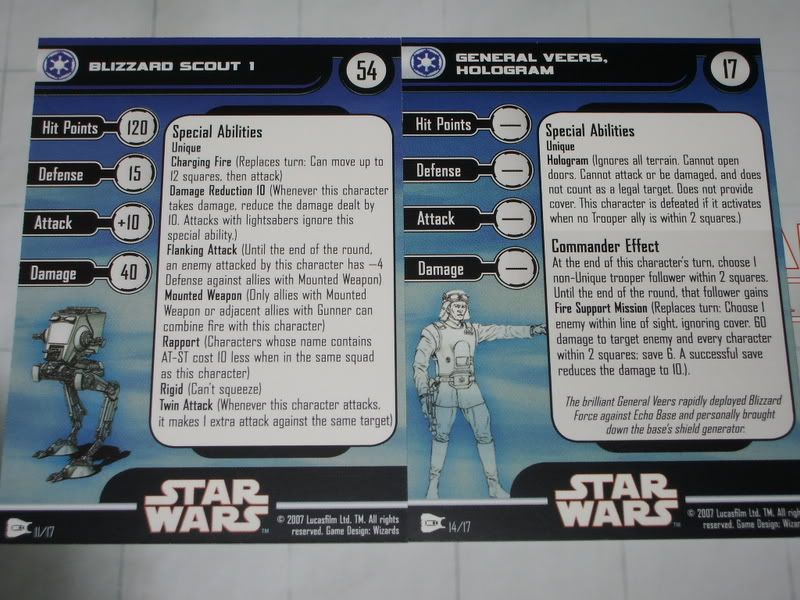 BLIZZARD SCOUT 1
54
Hit Points 120
Defense 15
Attack +10
Damage 40
Special Abilities
Unique
Charging Fire (Replaces turn: Can move up to
12 squares, then attack)
Damage Reduction 10 (Whenever this character
takes damage, reduce the damage dealt by
10. Attacks with lightsabers ignore this
special ability.)
Flanking Attack (Until the end of the round,
an enemy attacked by this character has –4
Defense against allies with Mounted Weapon)
Mounted Weapon (Only allies with Mounted
Weapon or adjacent allies with Gunner can
combine fire with this character)
Rapport (Characters whose name contains
AT-ST cost 10 less when in the same squad
as this character)
Rigid (Can't squeeze)
Twin Attack (Whenever this character attacks,
it makes 1 extra attack against the same target)
STAR
WARS
TM
11/17
© 2007 Lucasfilm Ltd. TM. All rights
reserved. Game Design: Wizards
GENERAL VEERS,
HOLOGRAM
17
Hit Points —
Defense —
Attack —
Damage —
Special Abilities
Unique
Hologram (Ignores all terrain. Cannot open
doors. Cannot attack or be damaged, and does
not count as a legal target. Does not provide
cover. This character is defeated if it activates
when no Trooper ally is within 2 squares.)
Commander Effect
At the end of this character's turn, choose 1
non-Unique trooper follower within 2 squares.
Until the end of the round, that follower gains
Fire Support Mission (Replaces turn: Choose 1
enemy within line of sight, ignoring cover. 60
damage to target enemy and every character
within 2 squares; save 6. A successful save
reduces the damage to 10.).
The brilliant General Veers rapidly deployed Blizzard
Force against Echo Base and personally brought
down the base's shield generator.
STAR
WARS
TM
14/17
© 2007 Lucasfilm Ltd. TM. All rights
reserved. Game Design: Wizards